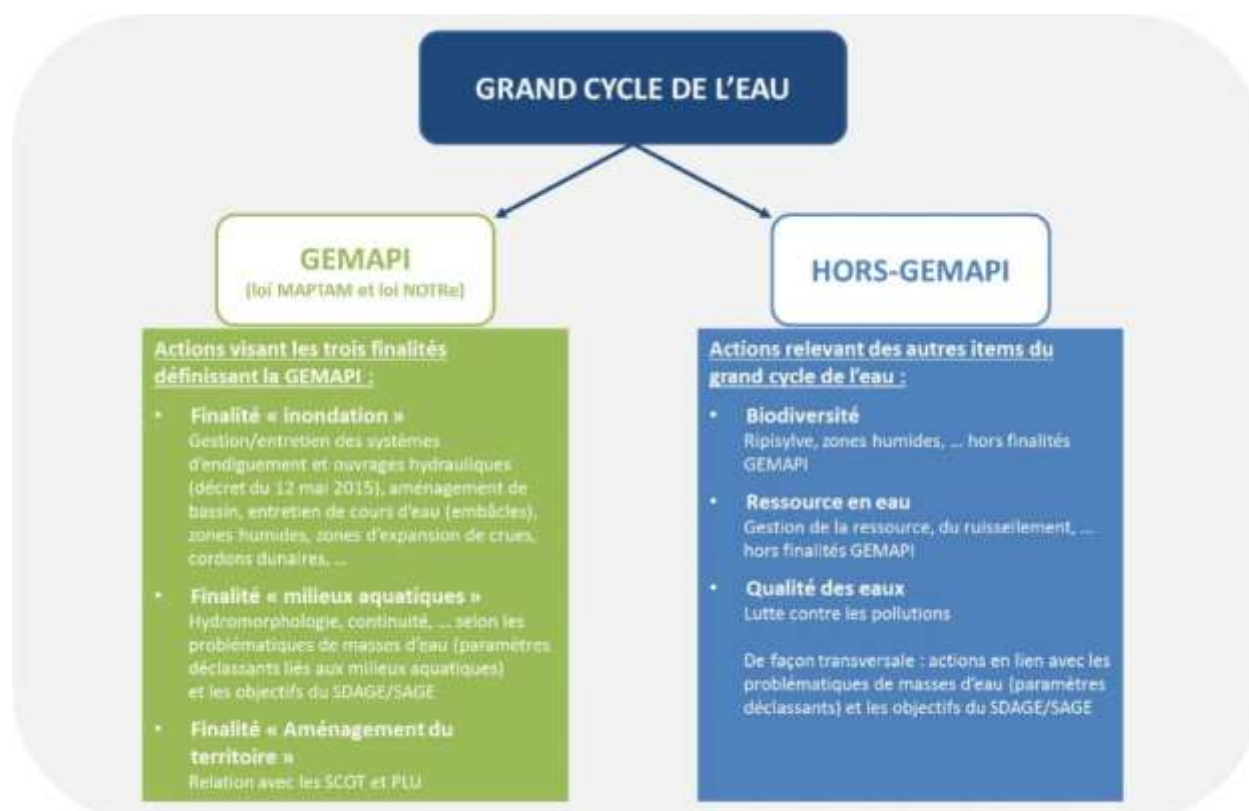 GRAND CYCLE DE L'EAU
GEMAPI
(loi MAPTAM et loi NOTRe)
Actions visant les trois finalités
définissant la GEMAPI :
• Finalité « inondation »
Gestion/entretien des systèmes
d'endiguement et ouvrages hydrauliques
(décret du 12 mai 2015), aménagement de
bassin, entretien de cours d'eau (embâcles),
zones humides, zones d'expansion de crues,
cordons dunaires, ...
• Finalité « milieux aquatiques »
Hydromorphologie, continuité, ... selon les
problématiques de masses d'eau (paramètres
déclassants liés aux milieux aquatiques)
et les objectifs du SDAGE/SAGE
• Finalité « Aménagement du
territoire »
Relation avec les SCOT et PLU
HORS-GEMAPI
Actions relevant des autres items du
grand cycle de l'eau :
• Biodiversité
Ripisylve, zones humides, ... hors finalités
GEMAPI
• Ressource en eau
Gestion de la ressource, du ruissellement, ...
hors finalités GEMAPI
• Qualité des eaux
Lutte contre les pollutions
De façon transversale : actions en lien avec les
problématiques de masses d'eau (paramètres
déclassants) et les objectifs du SDAGE/SAGE